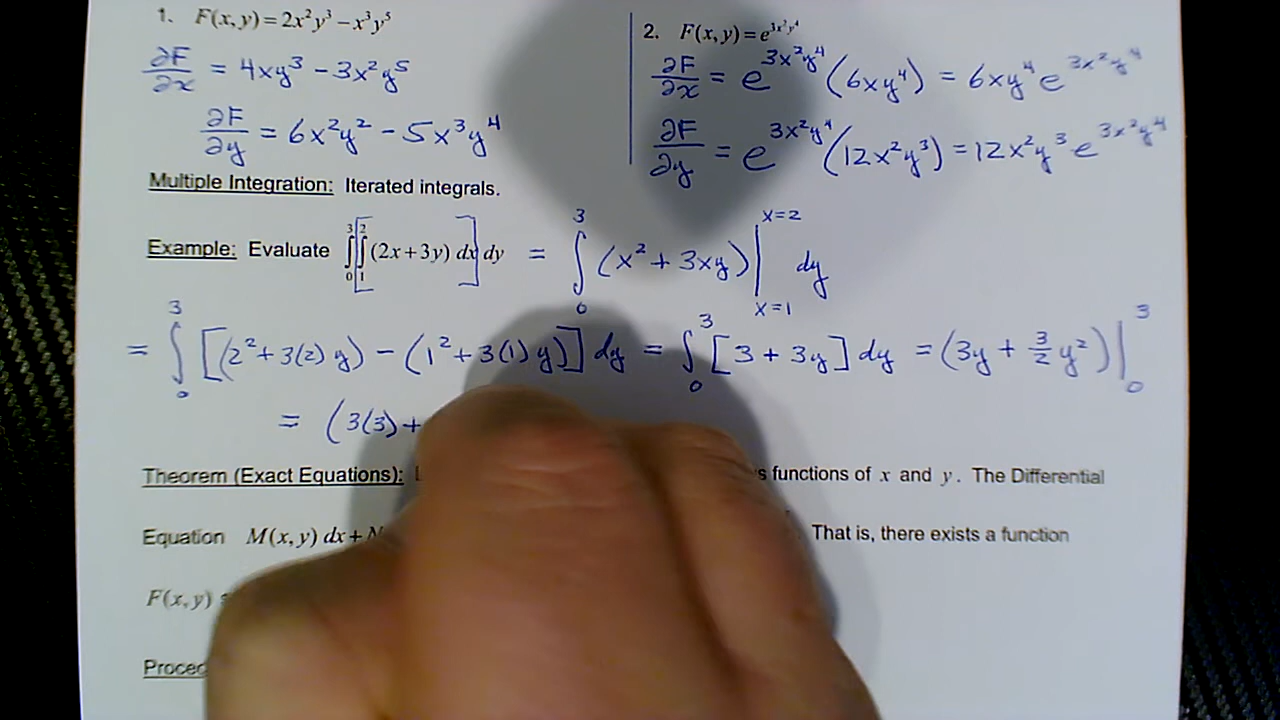 1. F(x,y)=2x²y³−x³y⁵
∂F/∂x = 4xy³ − 3x²y⁵
∂F/∂y = 6x²y² − 5x³y⁴
2. F(x,y)=e^{3x²y⁴}
∂F/∂x = e^{3x²y⁴}(6xy⁴) = 6xy⁴e^{3x²y⁴}
∂F/∂y = e^{3x²y⁴}(12x²y³) = 12x²y³e^{3x²y⁴}
Multiple Integration: Iterated integrals.
Example: Evaluate ∫₀³[∫₁²(2x+3y) dx] dy = ∫₀³ (x² + 3xy)|_{x=1}^{x=2} dy
= ∫₀³ [(2²+3(2)y) − (1²+3(1)y)] dy = ∫₀³ [3 + 3y] dy = (3y + 3/2 y²)|₀³
= (3(3)+
Theorem (Exact Equations): functions of x and y. The Differential
Equation M(x,y) dx + That is, there exists a function
F(x,y)